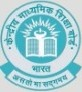 केन्द्रीय माध्यमिक शिक्षा बोर्ड
भारत
असतो मा सद्गमय